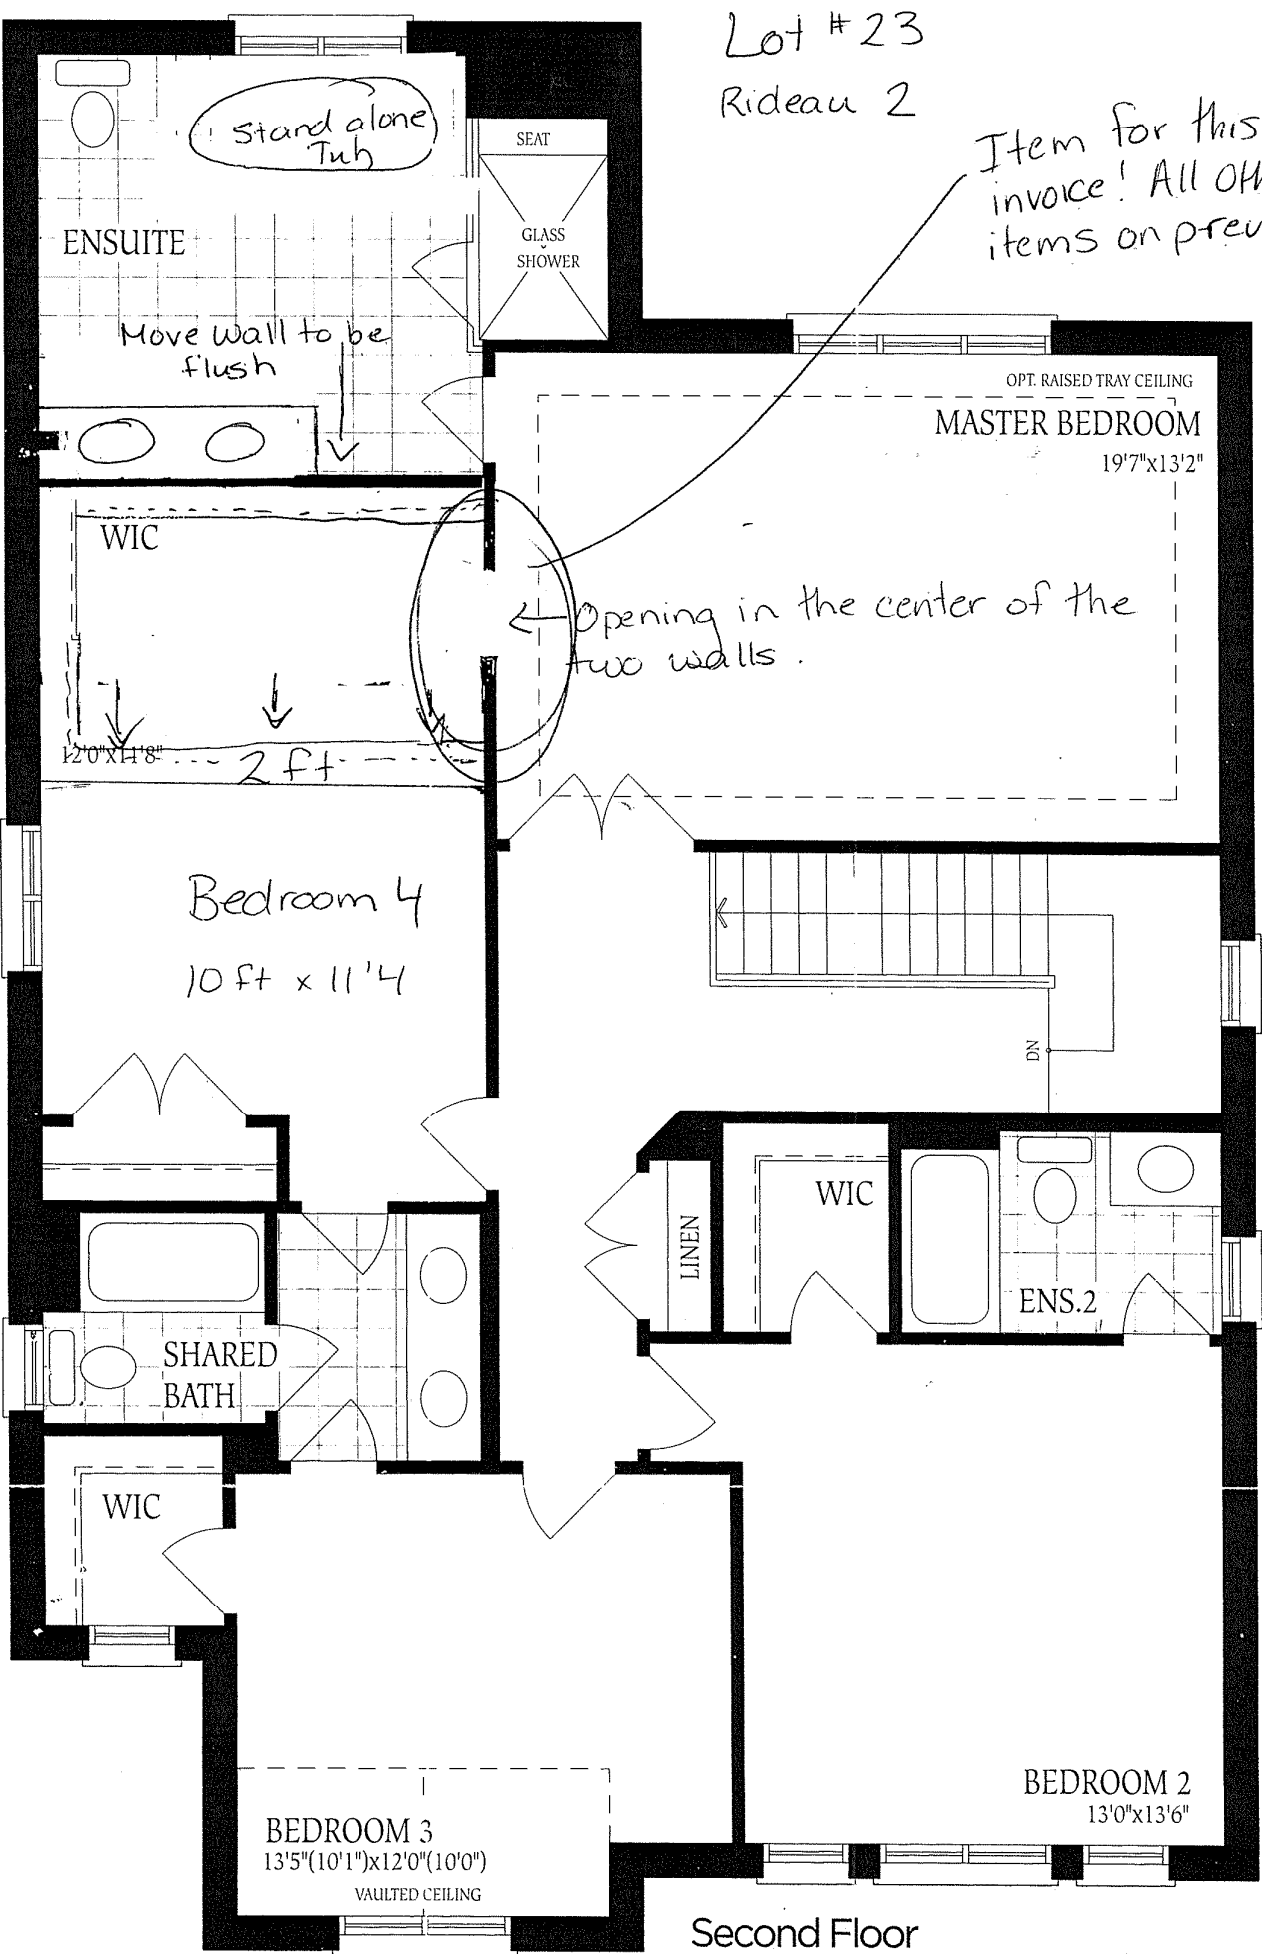 Lot #23
Rideau 2
Item for this
invoice! All
items on
Stand alone
Tub
SEAT
GLASS
SHOWER
ENSUITE
Move wall to be
flush
OPT. RAISED TRAY CEILING
MASTER BEDROOM
19'7"x13'2"
WIC
Opening in the center of the
two walls.
12'0"x11'8"
2 ft
Bedroom 4
10 ft x 11'4
DN
WIC
LINEN
ENS.2
SHARED
BATH
WIC
BEDROOM 2
13'0"x13'6"
BEDROOM 3
13'5"(10'1")x12'0"(10'0")
VAULTED CEILING
Second Floor